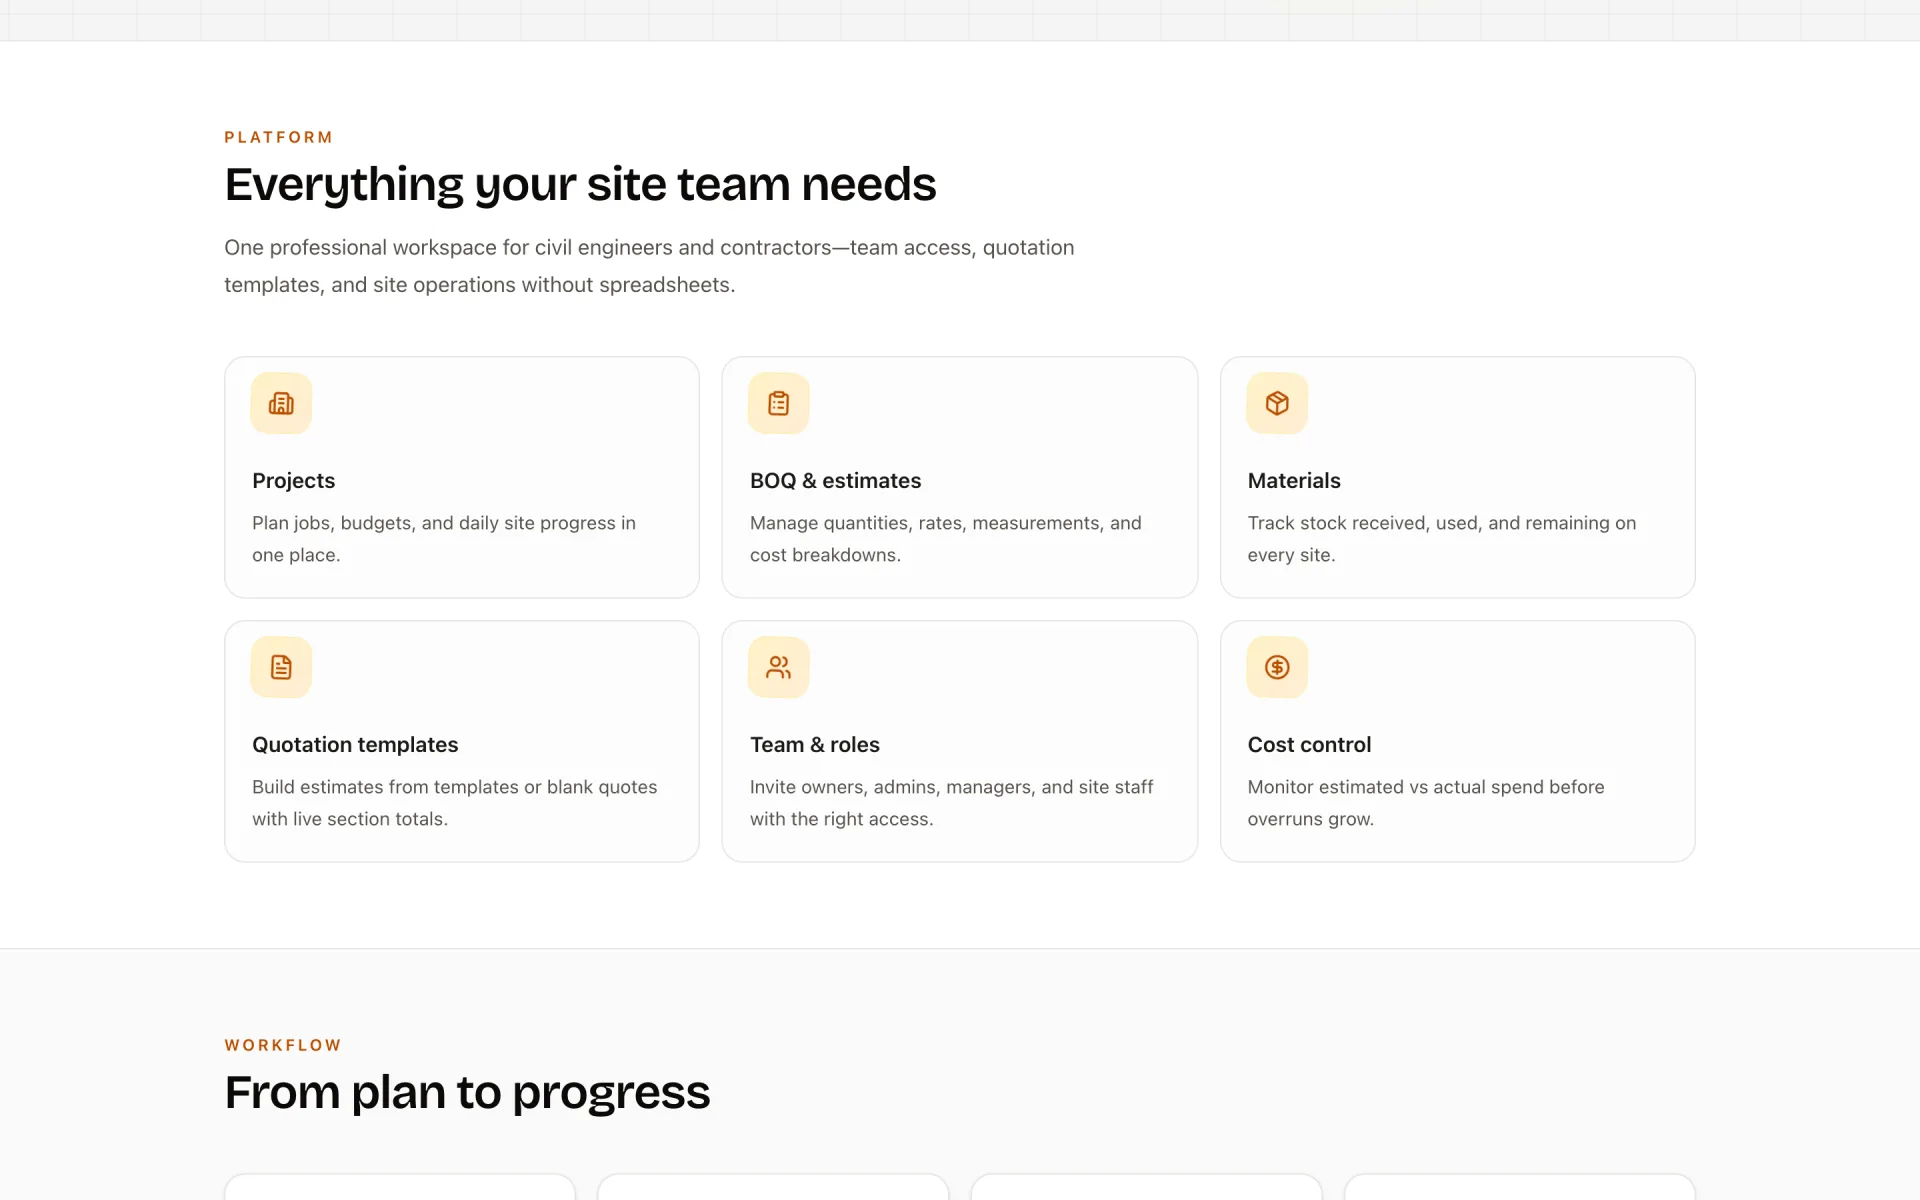 PLATFORM
Everything your site team needs
One professional workspace for civil engineers and contractors—team access, quotation
templates, and site operations without spreadsheets.
Projects
Plan jobs, budgets, and daily site progress in
one place.
BOQ & estimates
Manage quantities, rates, measurements, and
cost breakdowns.
Materials
Track stock received, used, and remaining on
every site.
Quotation templates
Build estimates from templates or blank quotes
with live section totals.
Team & roles
Invite owners, admins, managers, and site staff
with the right access.
Cost control
Monitor estimated vs actual spend before
overruns grow.
WORKFLOW
From plan to progress